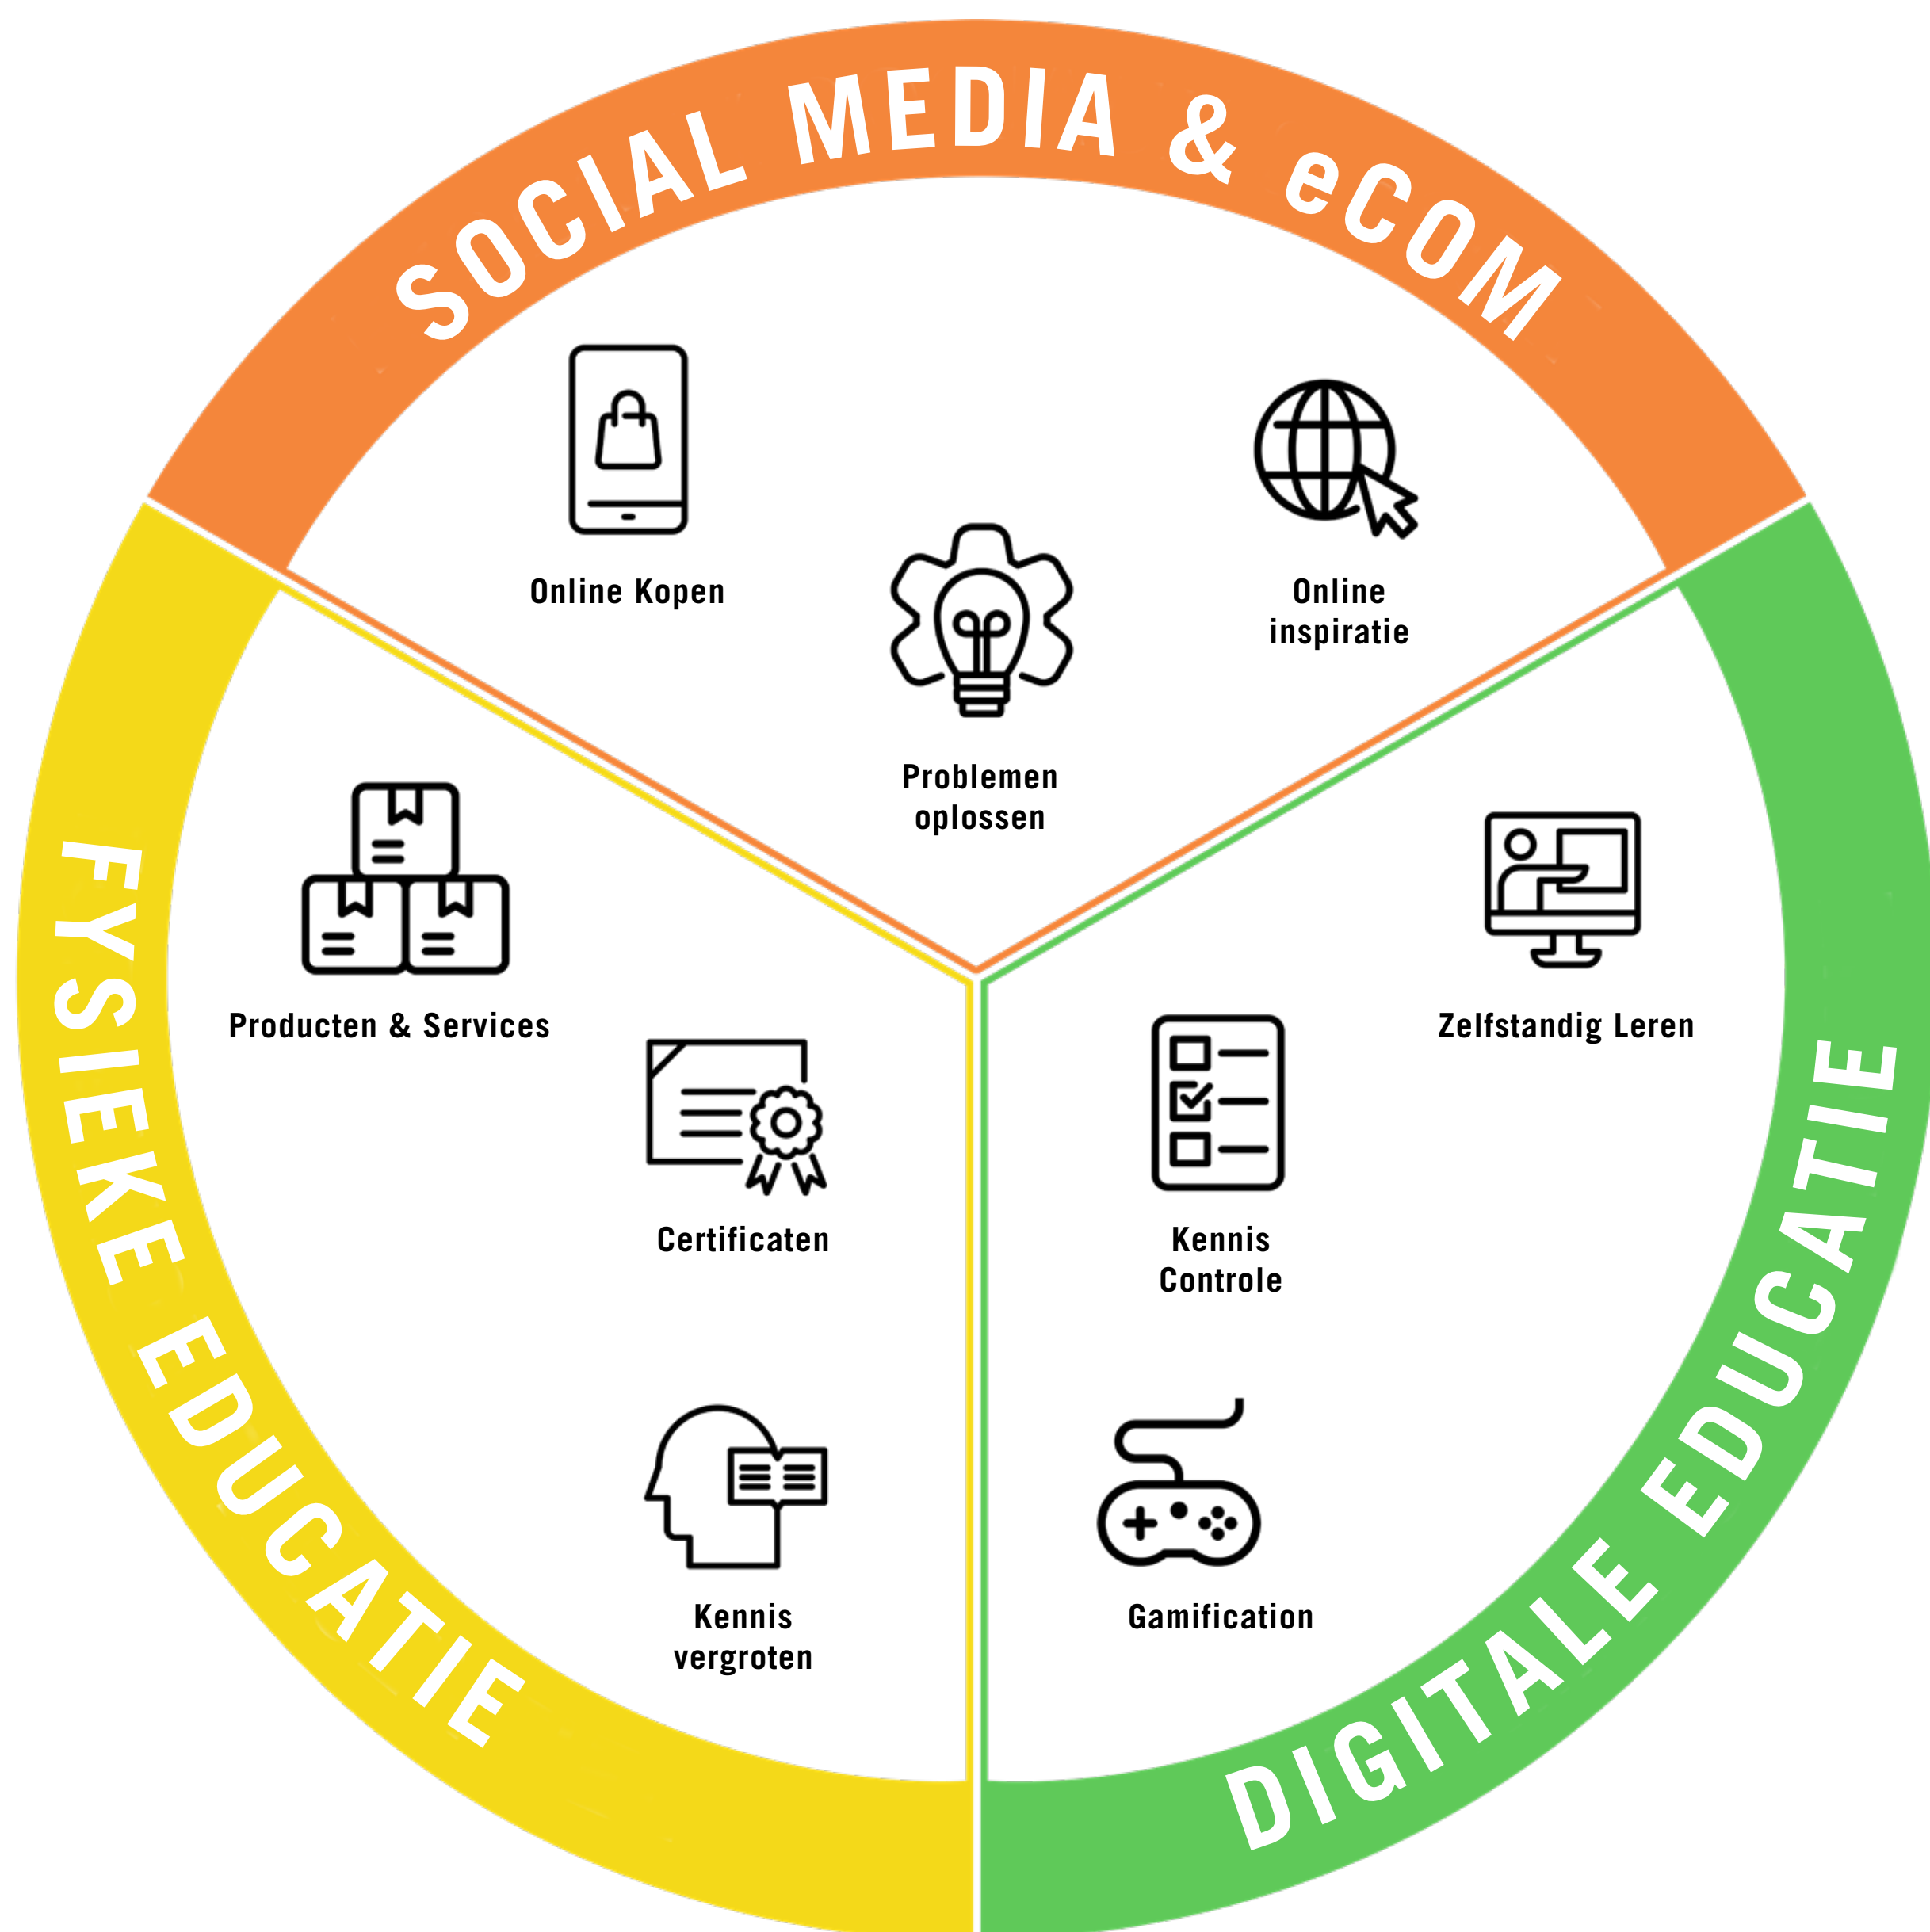 SOCIAL MEDIA & eCOM
Online Kopen
Online
inspiratie
Problemen
oplossen
FYSIEKE EDUCATIE
Producten & Services
Certificaten
Kennis
vergroten
DIGITALE EDUCATIE
Zelfstandig Leren
Kennis
Controle
Gamification